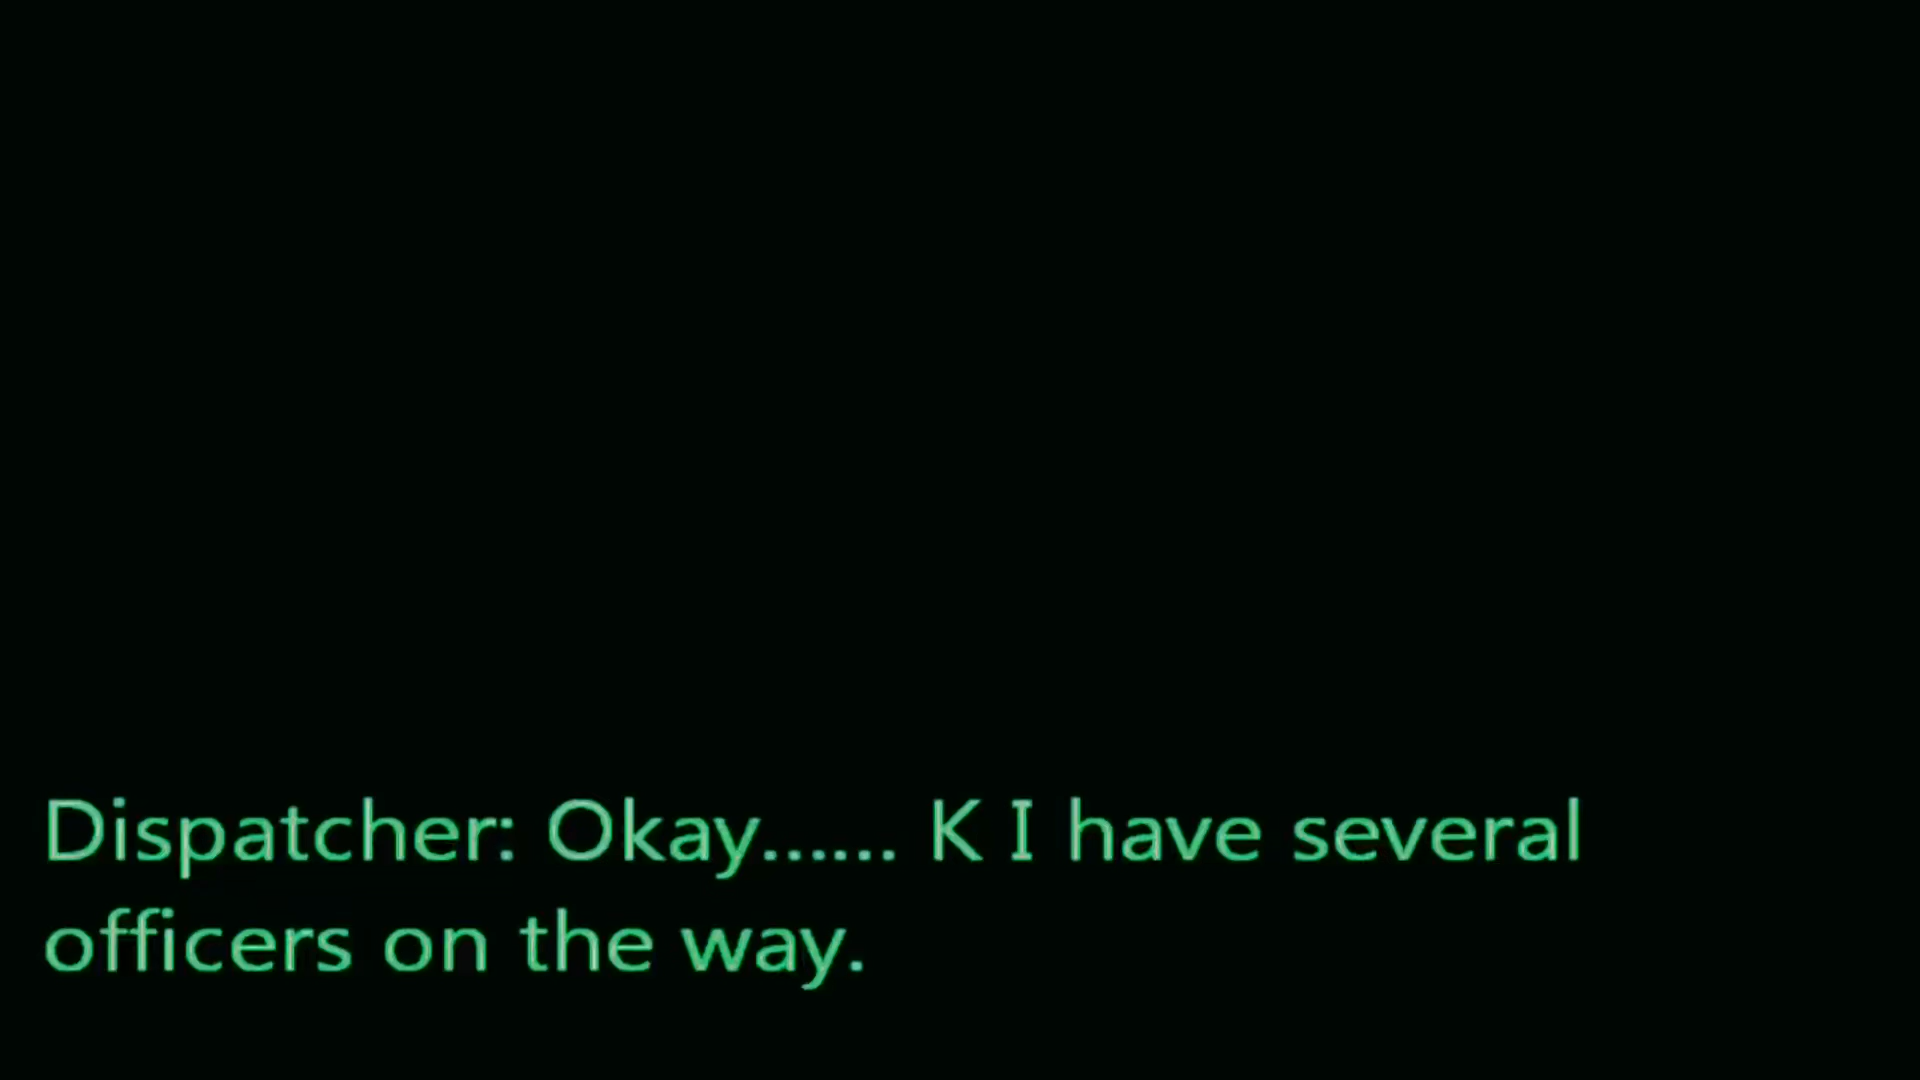 Dispatcher: Okay...... K I have several
officers on the way.